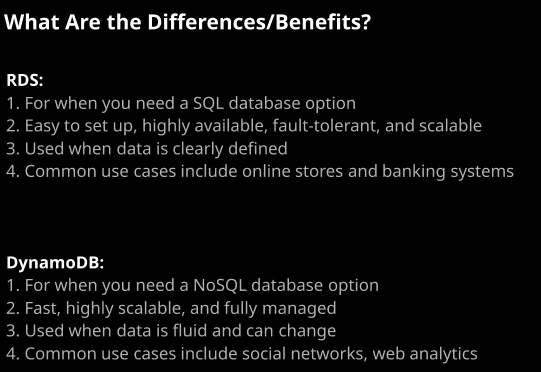 What Are the Differences/Benefits?
RDS:
1. For when you need a SQL database option
2. Easy to set up, highly available, fault-tolerant, and scalable
3. Used when data is clearly defined
4. Common use cases include online stores and banking systems
DynamoDB:
1. For when you need a NoSQL database option
2. Fast, highly scalable, and fully managed
3. Used when data is fluid and can change
4. Common use cases include social networks, web analytics